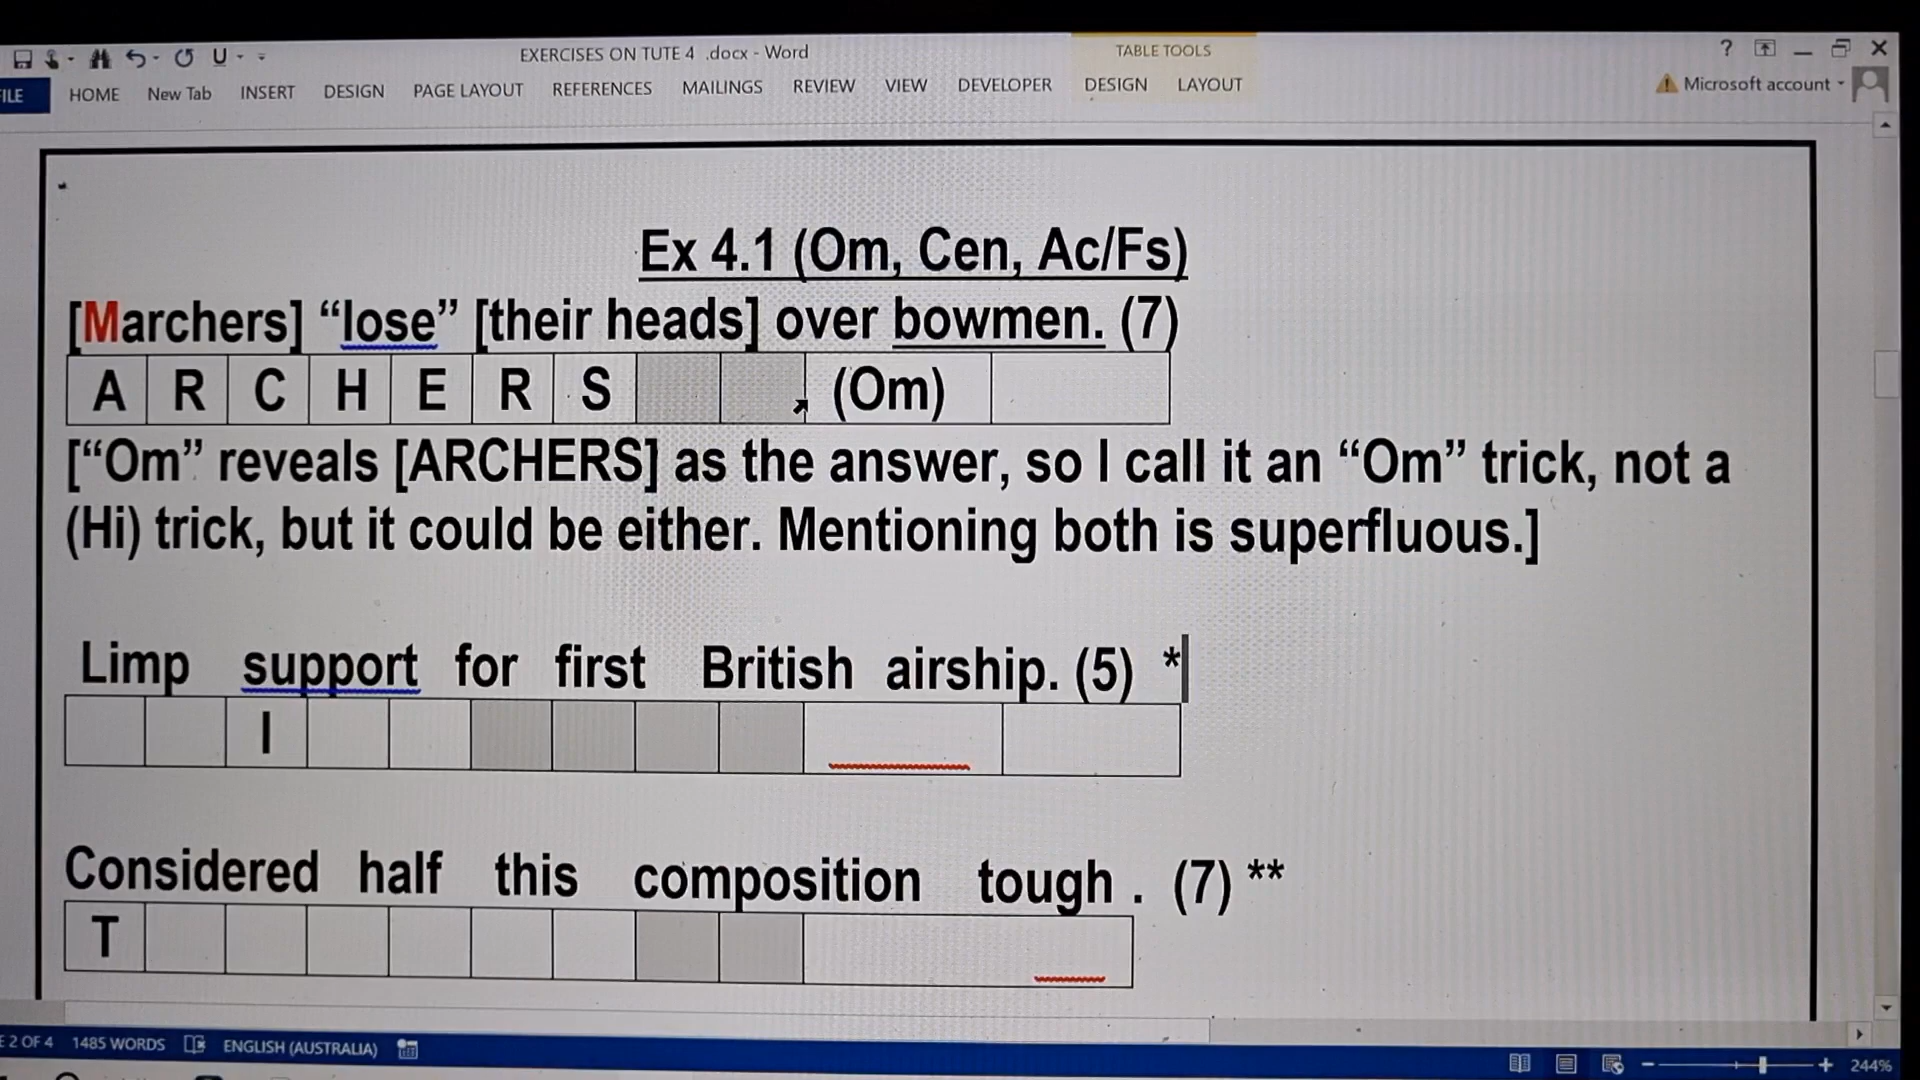 EXERCISES ON TUTE 4 .docx - Word
TABLE TOOLS
?
U
FILE HOME New Tab INSERT DESIGN PAGE LAYOUT REFERENCES MAILINGS REVIEW VIEW DEVELOPER DESIGN LAYOUT Microsoft account
Ex 4.1 (Om, Cen, Ac/Fs)
[Marchers] “lose” [their heads] over bowmen. (7)
A R C H E R S (Om)
[“Om” reveals [ARCHERS] as the answer, so I call it an “Om” trick, not a
(Hi) trick, but it could be either. Mentioning both is superfluous.]
Limp support for first British airship. (5) *
I
Considered half this composition tough . (7) **
T
E 2 OF 4 1485 WORDS ENGLISH (AUSTRALIA) 244%